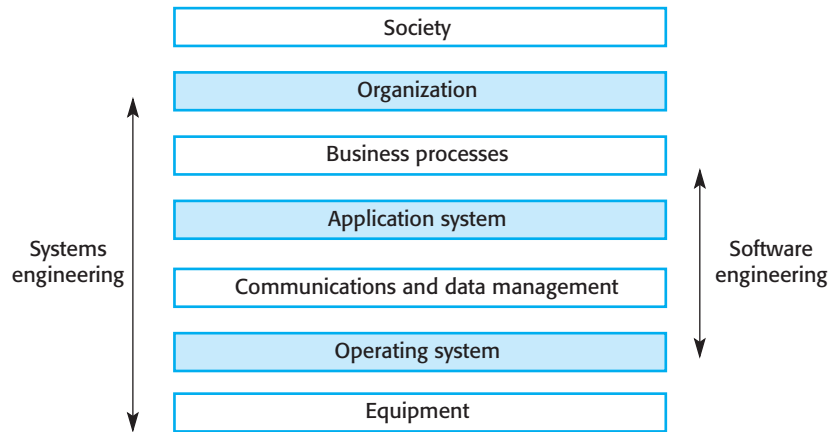 Society
Organization
Business processes
Application system
Systems
engineering
Software
engineering
Communications and data management
Operating system
Equipment